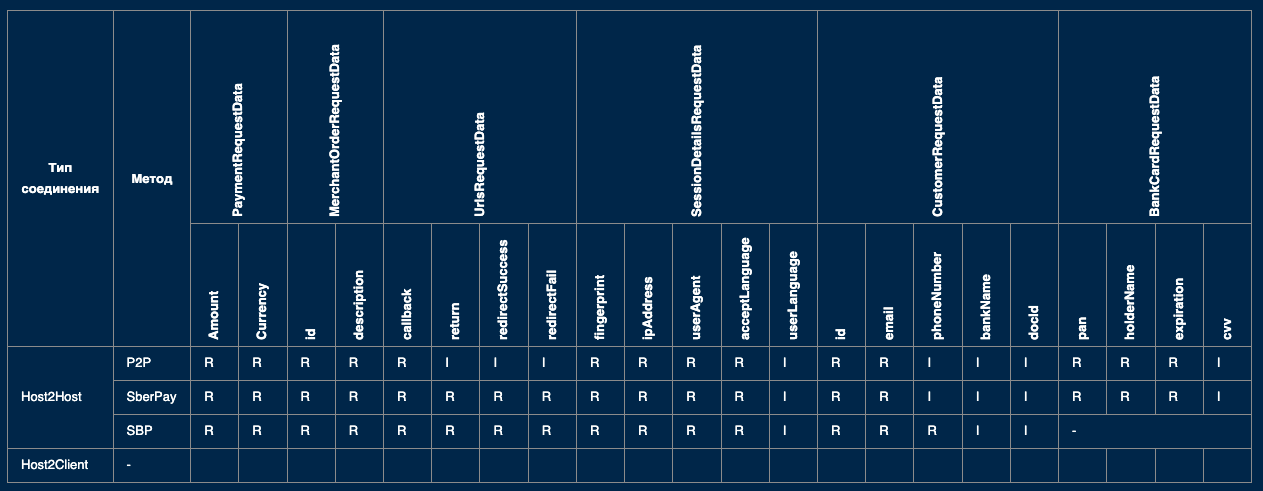 Тип соединения Метод PaymentRequestData MerchantOrderRequestData UrlsRequestData SessionDetailsRequestData CustomerRequestData BankCardRequestData
Amount Currency id description callback return redirectSuccess redirectFail fingerprint ipAddress userAgent acceptLanguage userLanguage id email phoneNumber bankName docId pan holderName expiration cvv
Host2Host P2P R R R R R I I I R R R R I R R I I I R R R I
SberPay R R R R R R R R R R R R I R R I I I R R R I
SBP R R R R R R R R R R R R I R R R I I -
Host2Client -